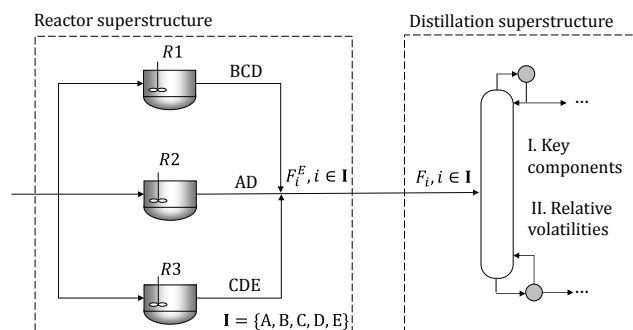 Reactor superstructure
Distillation superstructure
R1
BCD
R2
AD
F_i^E, i ∈ I
F_i, i ∈ I
R3
CDE
I = {A, B, C, D, E}
...
I. Key
components
II. Relative
volatilities
...